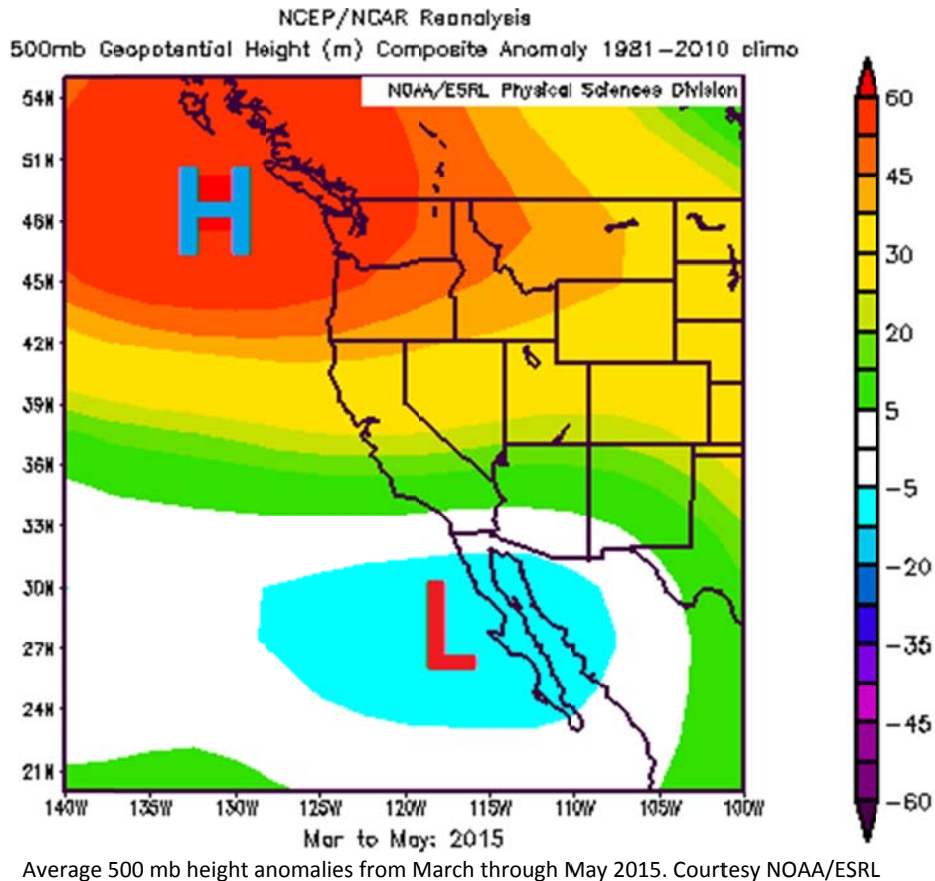 NCEP/NCAR Reanalysis
500mb Geopotential Height (m) Composite Anomaly 1981-2010 climo
NOAA/ESRL Physical Sciences Division
H
L
54N
51N
48N
45N
42N
39N
36N
33N
30N
27N
24N
21N
140W 135W 130W 125W 120W 115W 110W 105W 100W
60
45
30
20
5
-5
-20
-35
-45
-60
Mar to May: 2015
Average 500 mb height anomalies from March through May 2015. Courtesy NOAA/ESRL